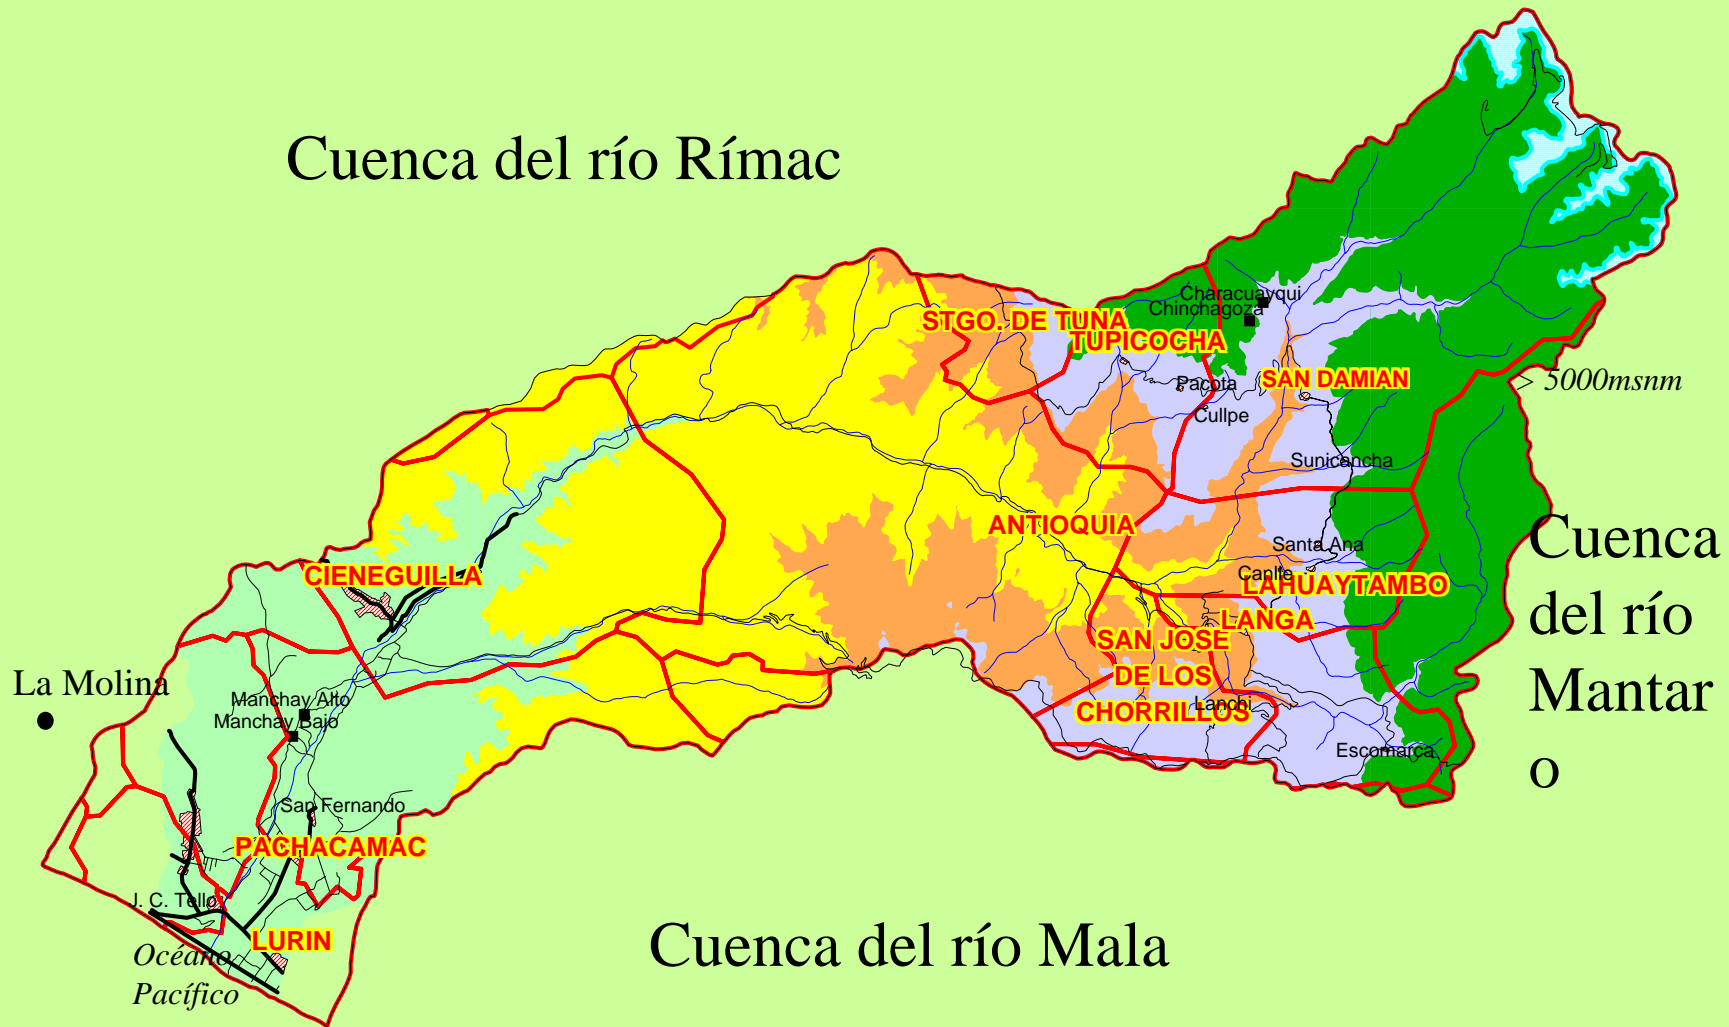 Cuenca del río Rímac
Characuayqui
Chinchagoza
STGO. DE TUNA
TUPICOCHA
Pacota
SAN DAMIAN
> 5000msnm
Cullpe
Sunicancha
ANTIOQUIA
Santa Ana
Canlle
LAHUAYTAMBO
Cuenca
del río
Mantar
o
CIENEGUILLA
LANGA
SAN JOSE
DE LOS
CHORRILLOS
Lanchi
Escomarca
La Molina
Manchay Alto
Manchay Bajo
San Fernando
PACHACAMAC
J. C. Tello
LURIN
Océano
Pacífico
Cuenca del río Mala